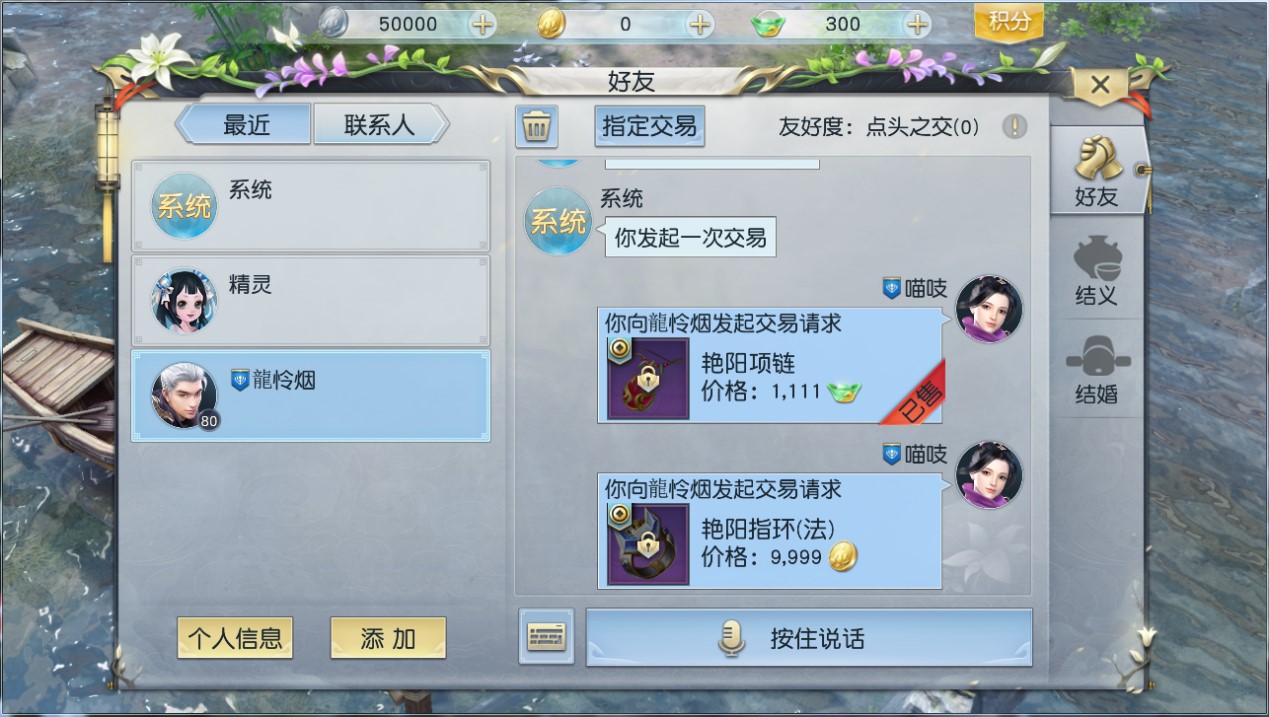 50000
0
300
积分
好友
最近
联系人
指定交易
友好度：点头之交(0)
系统
系统
精灵
龍怜烟
80
系统
系统
你发起一次交易
喵吱
你向龍怜烟发起交易请求
艳阳项链
价格：1,111
已售
喵吱
你向龍怜烟发起交易请求
艳阳指环(法)
价格：9,999
好友
结义
结婚
个人信息
添加
按住说话